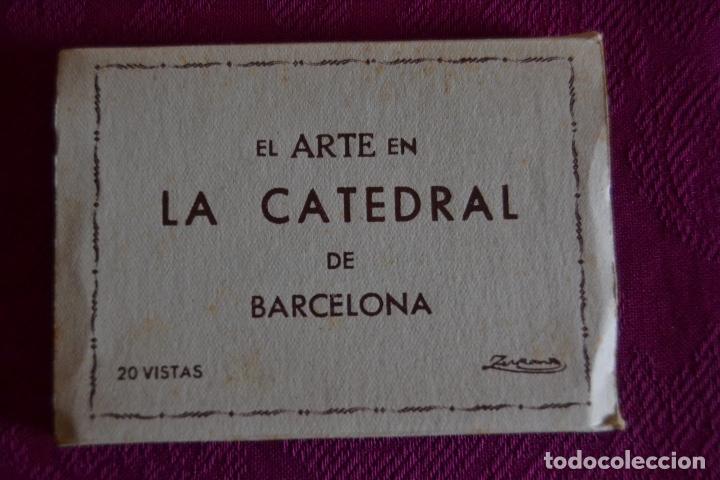 EL ARTE EN
LA CATEDRAL
DE
BARCELONA
20 VISTAS
Zerkowitz
todocoleccion